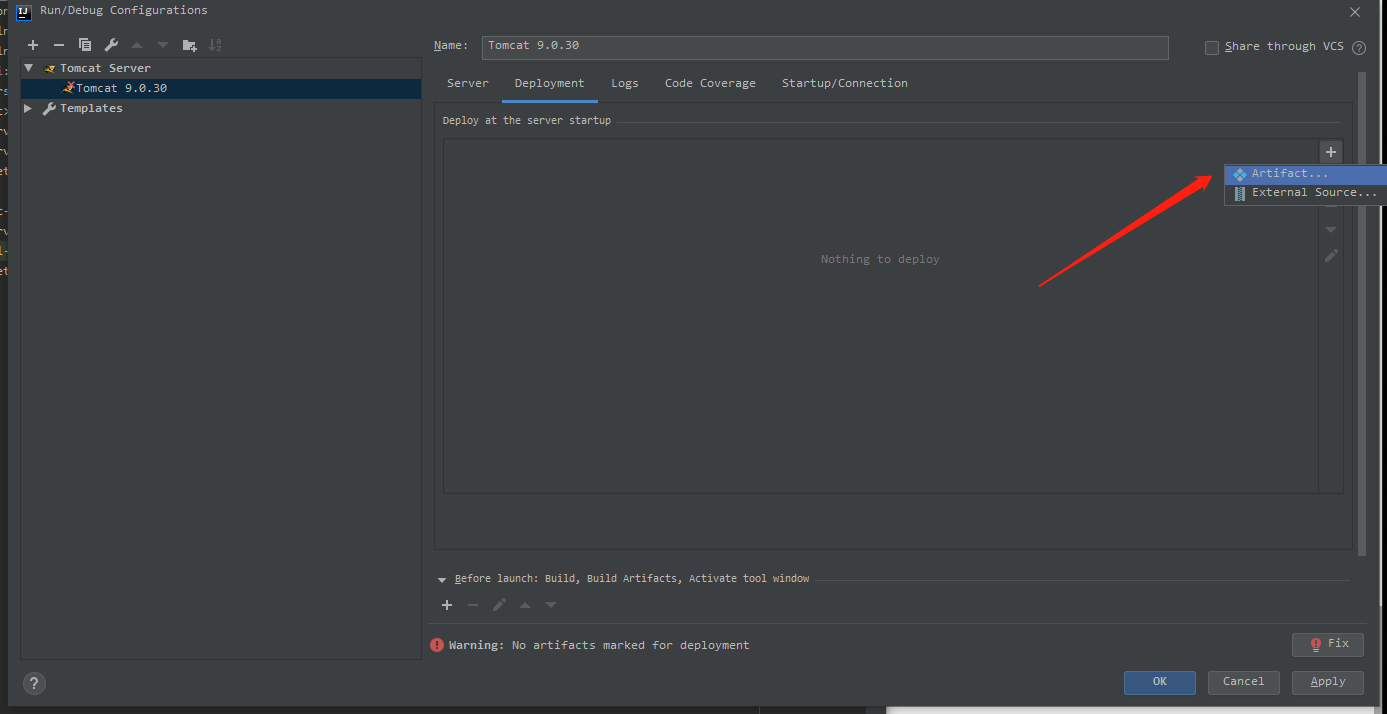 Run/Debug Configurations
Name: Tomcat 9.0.30
Share through VCS
Tomcat Server
Tomcat 9.0.30
Templates
Server Deployment Logs Code Coverage Startup/Connection
Deploy at the server startup
Artifact...
External Source...
Nothing to deploy
Before launch: Build, Build Artifacts, Activate tool window
Warning: No artifacts marked for deployment
Fix
OK Cancel Apply